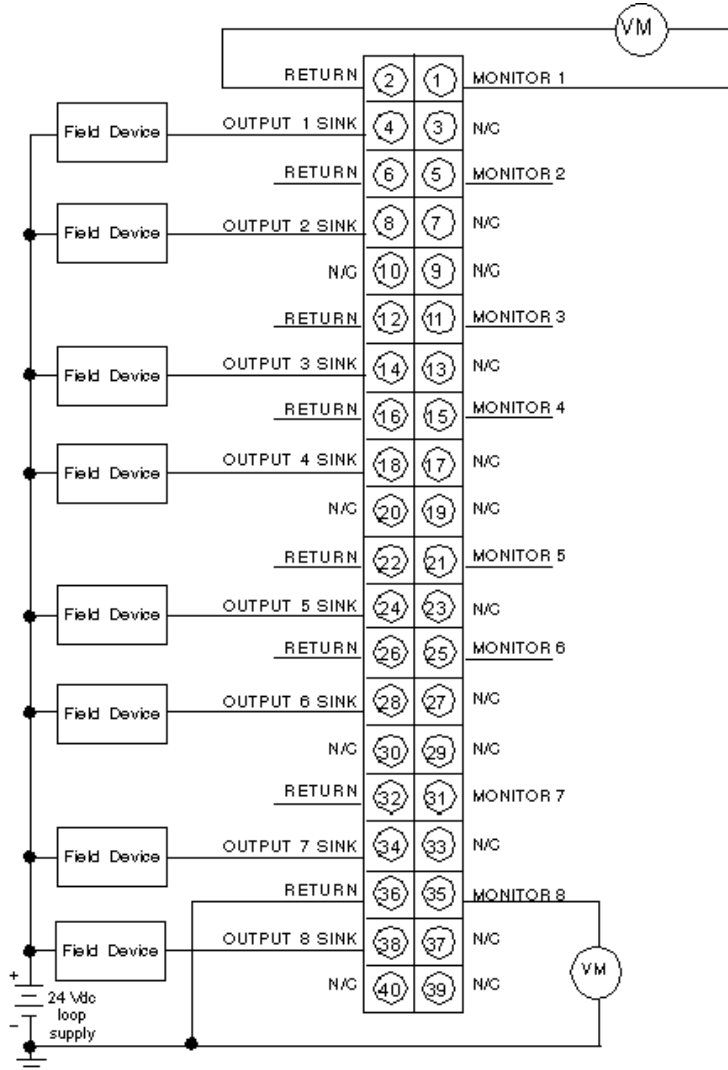 VM
RETURN 2 1 MONITOR 1
Field Device OUTPUT 1 SINK 4 3 N/C
RETURN 6 5 MONITOR 2
Field Device OUTPUT 2 SINK 8 7 N/C
N/C 10 9 N/C
RETURN 12 11 MONITOR 3
Field Device OUTPUT 3 SINK 14 13 N/C
RETURN 16 15 MONITOR 4
Field Device OUTPUT 4 SINK 18 17 N/C
N/C 20 19 N/C
RETURN 22 21 MONITOR 5
Field Device OUTPUT 5 SINK 24 23 N/C
RETURN 26 25 MONITOR 6
Field Device OUTPUT 6 SINK 28 27 N/C
N/C 30 29 N/C
RETURN 32 31 MONITOR 7
Field Device OUTPUT 7 SINK 34 33 N/C
RETURN 36 35 MONITOR 8
Field Device OUTPUT 8 SINK 38 37 N/C
VM
N/C 40 39 N/C
+
24 Vdc
loop
supply
-